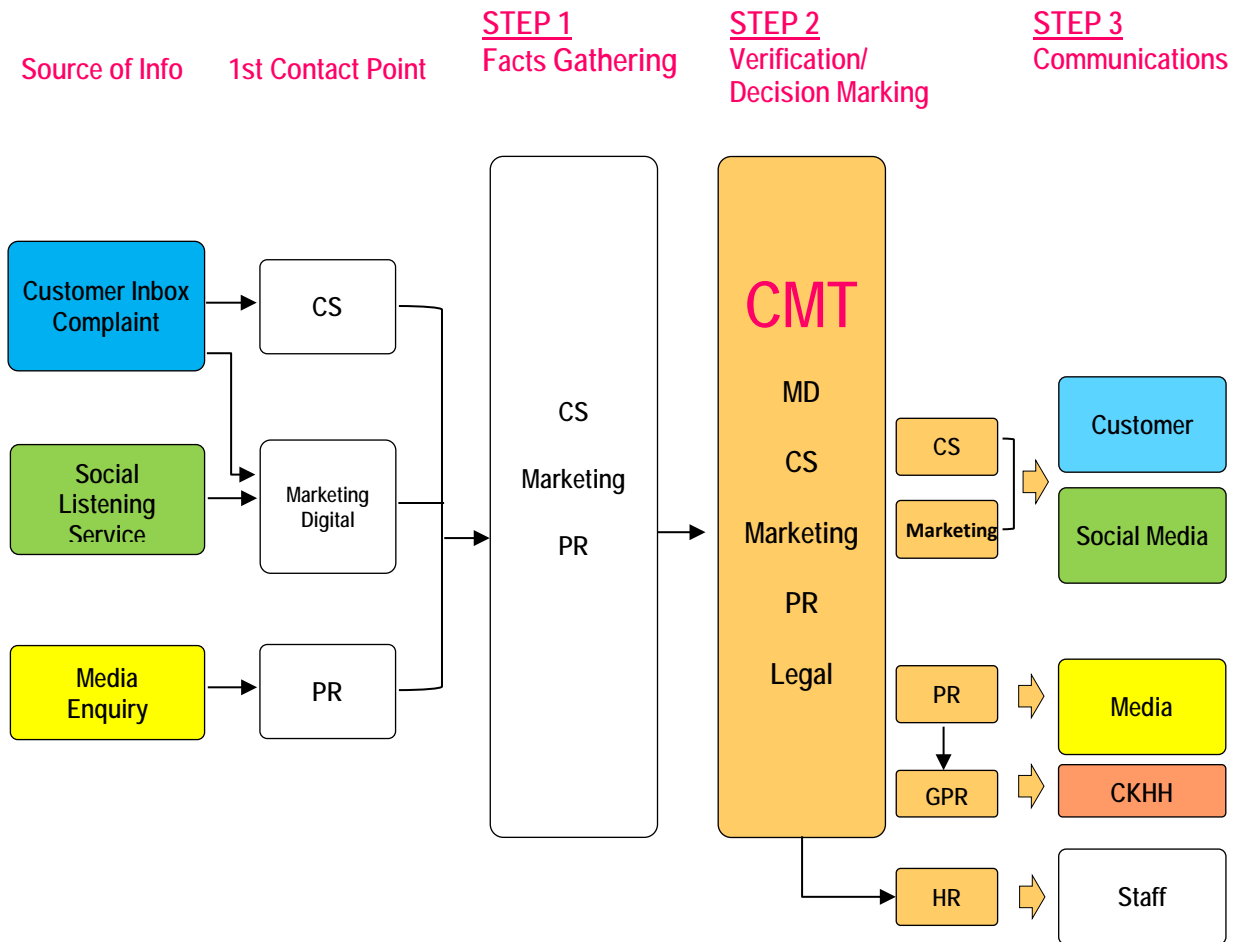 STEP 1
STEP 2
STEP 3
Source of Info
1st Contact Point
Facts Gathering
Verification/
Decision Marking
Communications
Customer Inbox
Complaint
CS
Social
Listening
Service
Marketing
Digital
Media
Enquiry
PR
CS
Marketing
PR
CMT
MD
CS
Marketing
PR
Legal
CS
Marketing
PR
GPR
HR
Customer
Social Media
Media
CKHH
Staff